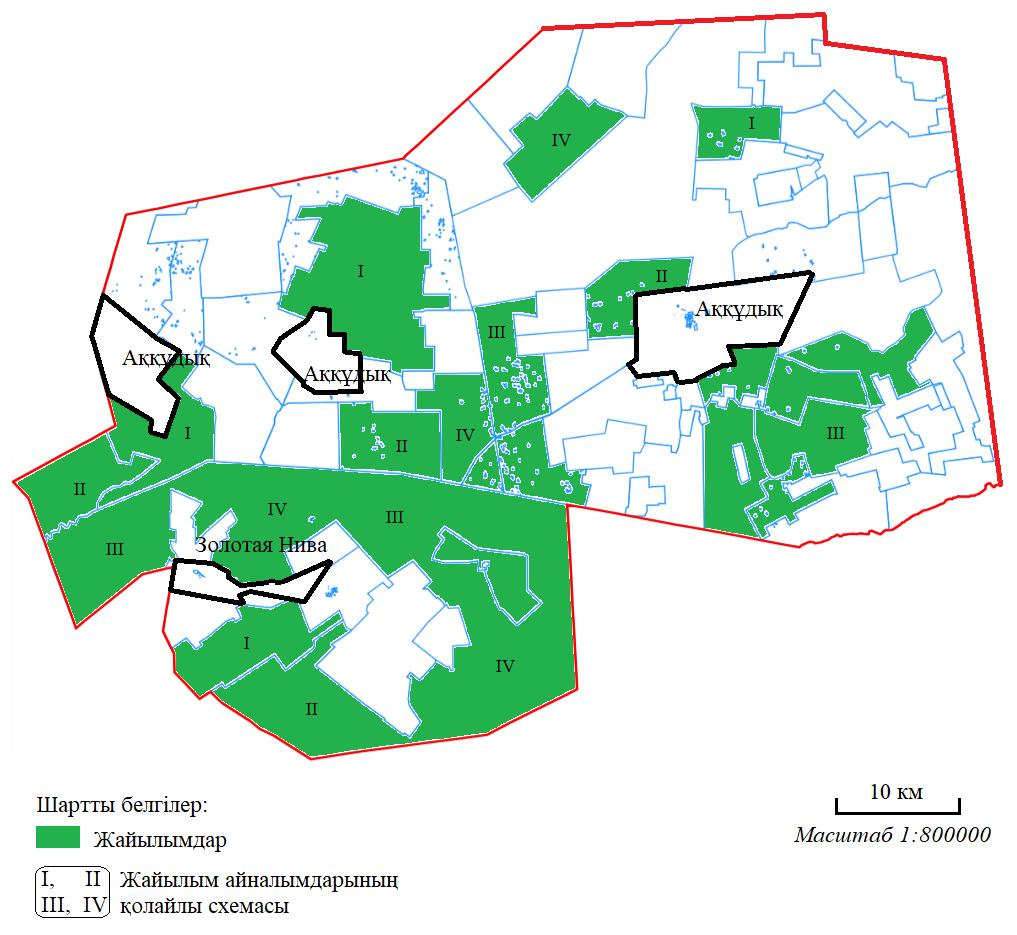 I
IV
II
I
Аққұдық
III
Аққұдық
Аққұдық
I
II
IV
III
II
IV
III
III
Золотая Нива
I
IV
II
10 км
Масштаб 1:800000
Шартты белгілер:
Жайылымдар
I, II
III, IV
Жайылым айналымдарының
қолайлы схемасы